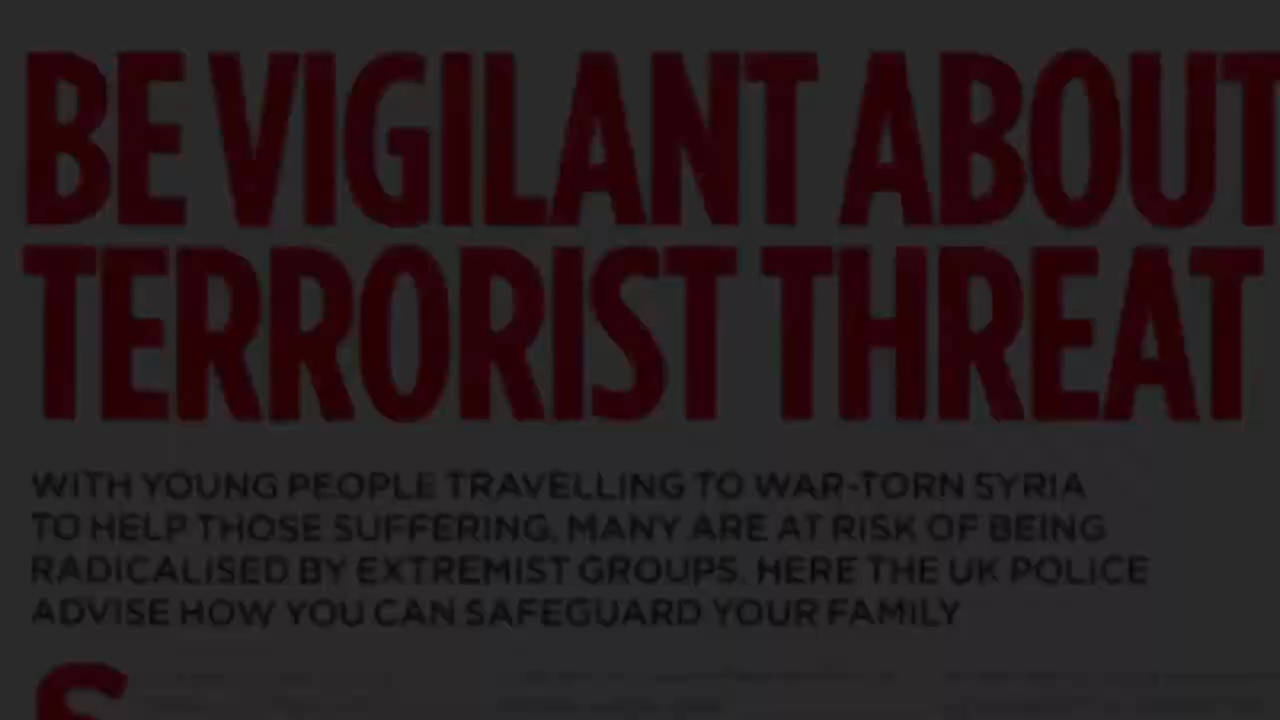 BE VIGILANT ABOUT
TERRORIST THREAT
WITH YOUNG PEOPLE TRAVELLING TO WAR-TORN SYRIA
TO HELP THOSE SUFFERING, MANY ARE AT RISK OF BEING
RADICALISED BY EXTREMIST GROUPS. HERE THE UK POLICE
ADVISE HOW YOU CAN SAFEGUARD YOUR FAMILY
S